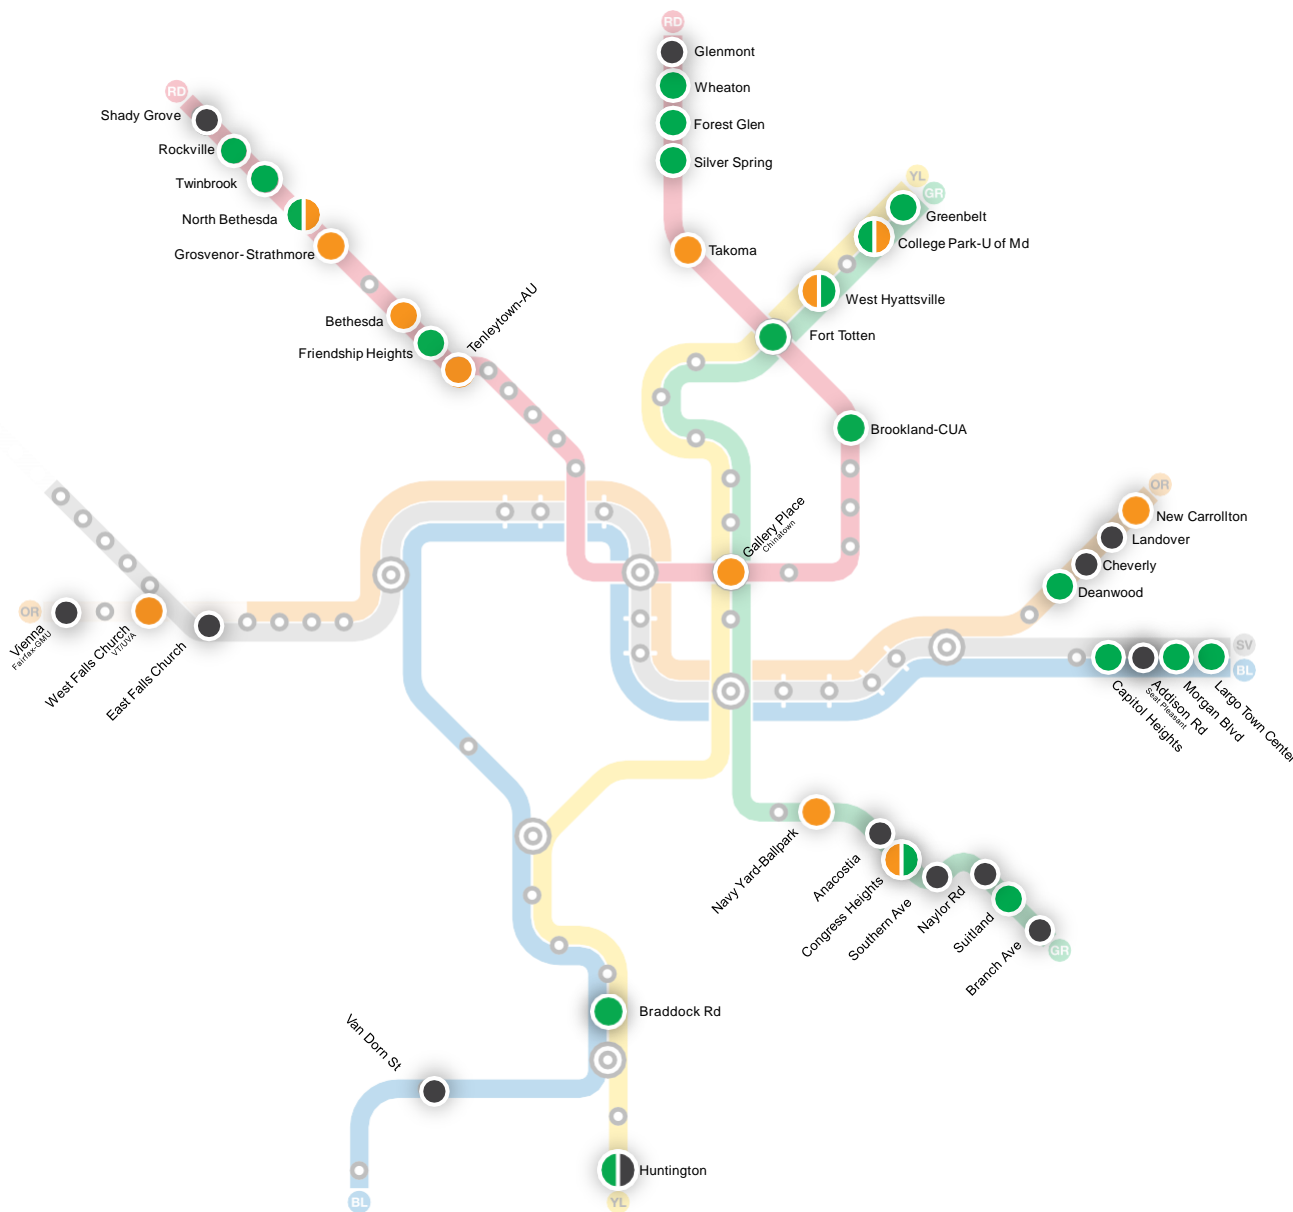 RD
Glenmont
Wheaton
RD
Shady Grove
Forest Glen
Rockville
Silver Spring
Twinbrook
YL
GR
North Bethesda
Greenbelt
College Park-U of Md
Grosvenor-Strathmore
Takoma
West Hyattsville
Bethesda
Tenleytown-AU
Fort Totten
Friendship Heights
Brookland-CUA
OR
Gallery Place
Chinatown
New Carrollton
Landover
Cheverly
Deanwood
OR
Vienna
Fairfax-GMU
West Falls Church
VT/UVA
East Falls Church
SV
BL
Capitol Heights
Addison Rd
Seat Pleasant
Morgan Blvd
Largo Town Center
Navy Yard-Ballpark
Anacostia
Congress Heights
Southern Ave
Naylor Rd
Suitland
Branch Ave
GR
Braddock Rd
Van Dorn St
Huntington
BL
YL